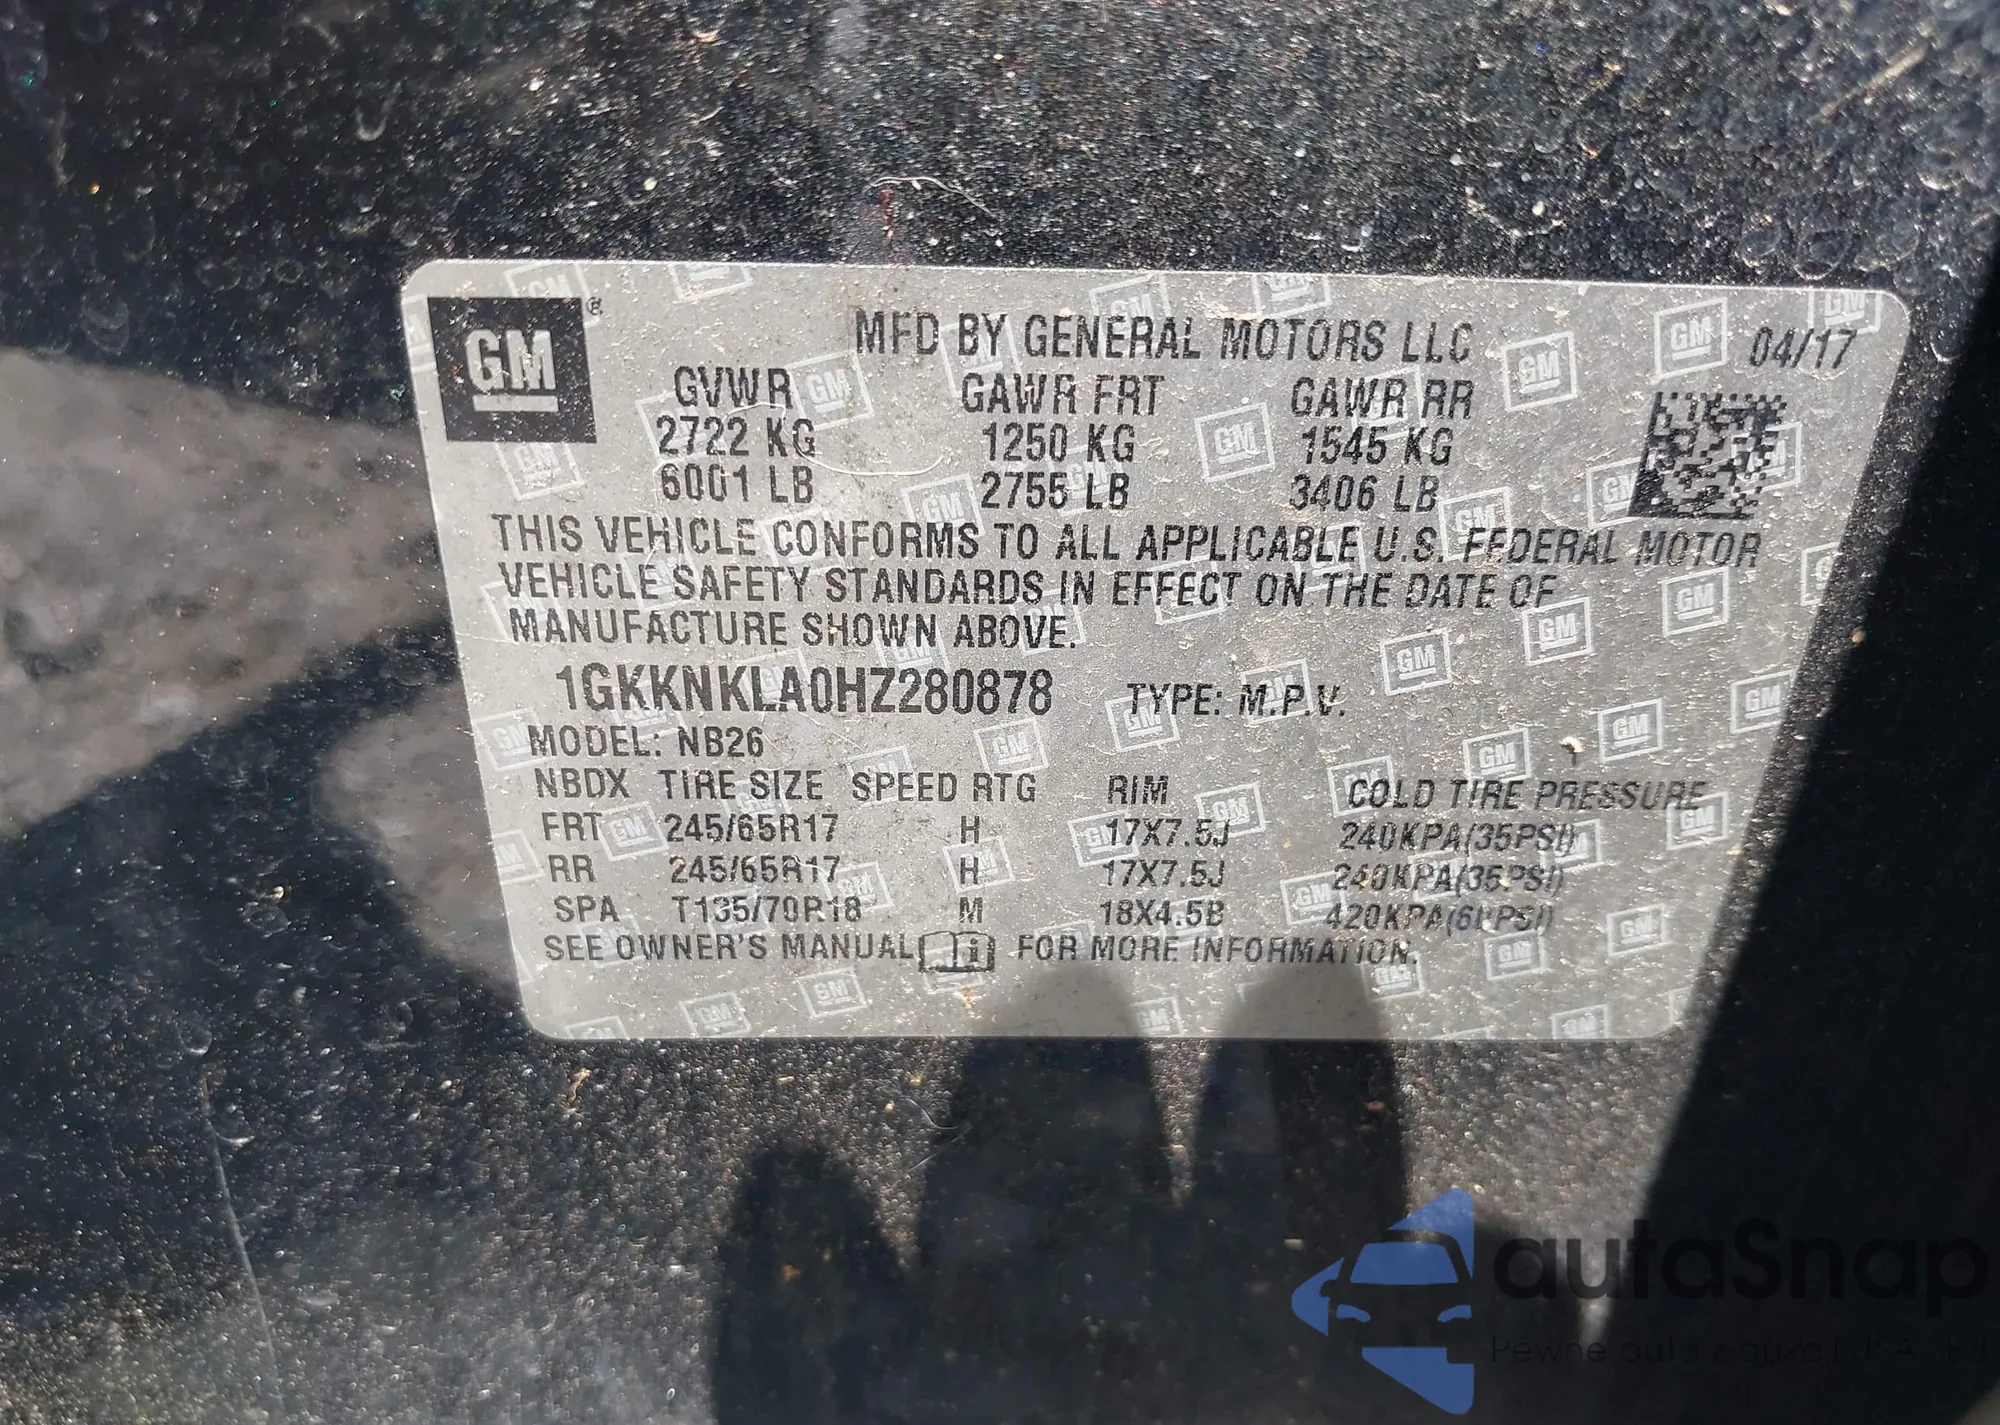 GM ®
MFD BY GENERAL MOTORS LLC 04/17
GVWR GAWR FRT GAWR RR
2722 KG 1250 KG 1545 KG
6001 LB 2755 LB 3406 LB
THIS VEHICLE CONFORMS TO ALL APPLICABLE U.S. FEDERAL MOTOR
VEHICLE SAFETY STANDARDS IN EFFECT ON THE DATE OF
MANUFACTURE SHOWN ABOVE.
1GKKNKLA0HZ280878 TYPE: M.P.V.
MODEL: NB26
NBDX TIRE SIZE SPEED RTG RIM COLD TIRE PRESSURE
FRT 245/65R17 H 17X7.5J 240KPA(35PSI)
RR 245/65R17 H 17X7.5J 240KPA(35PSI)
SPA T135/70R18 M 18X4.5B 420KPA(60PSI)
SEE OWNER'S MANUAL FOR MORE INFORMATION.
autaSnap
Pewne auta z